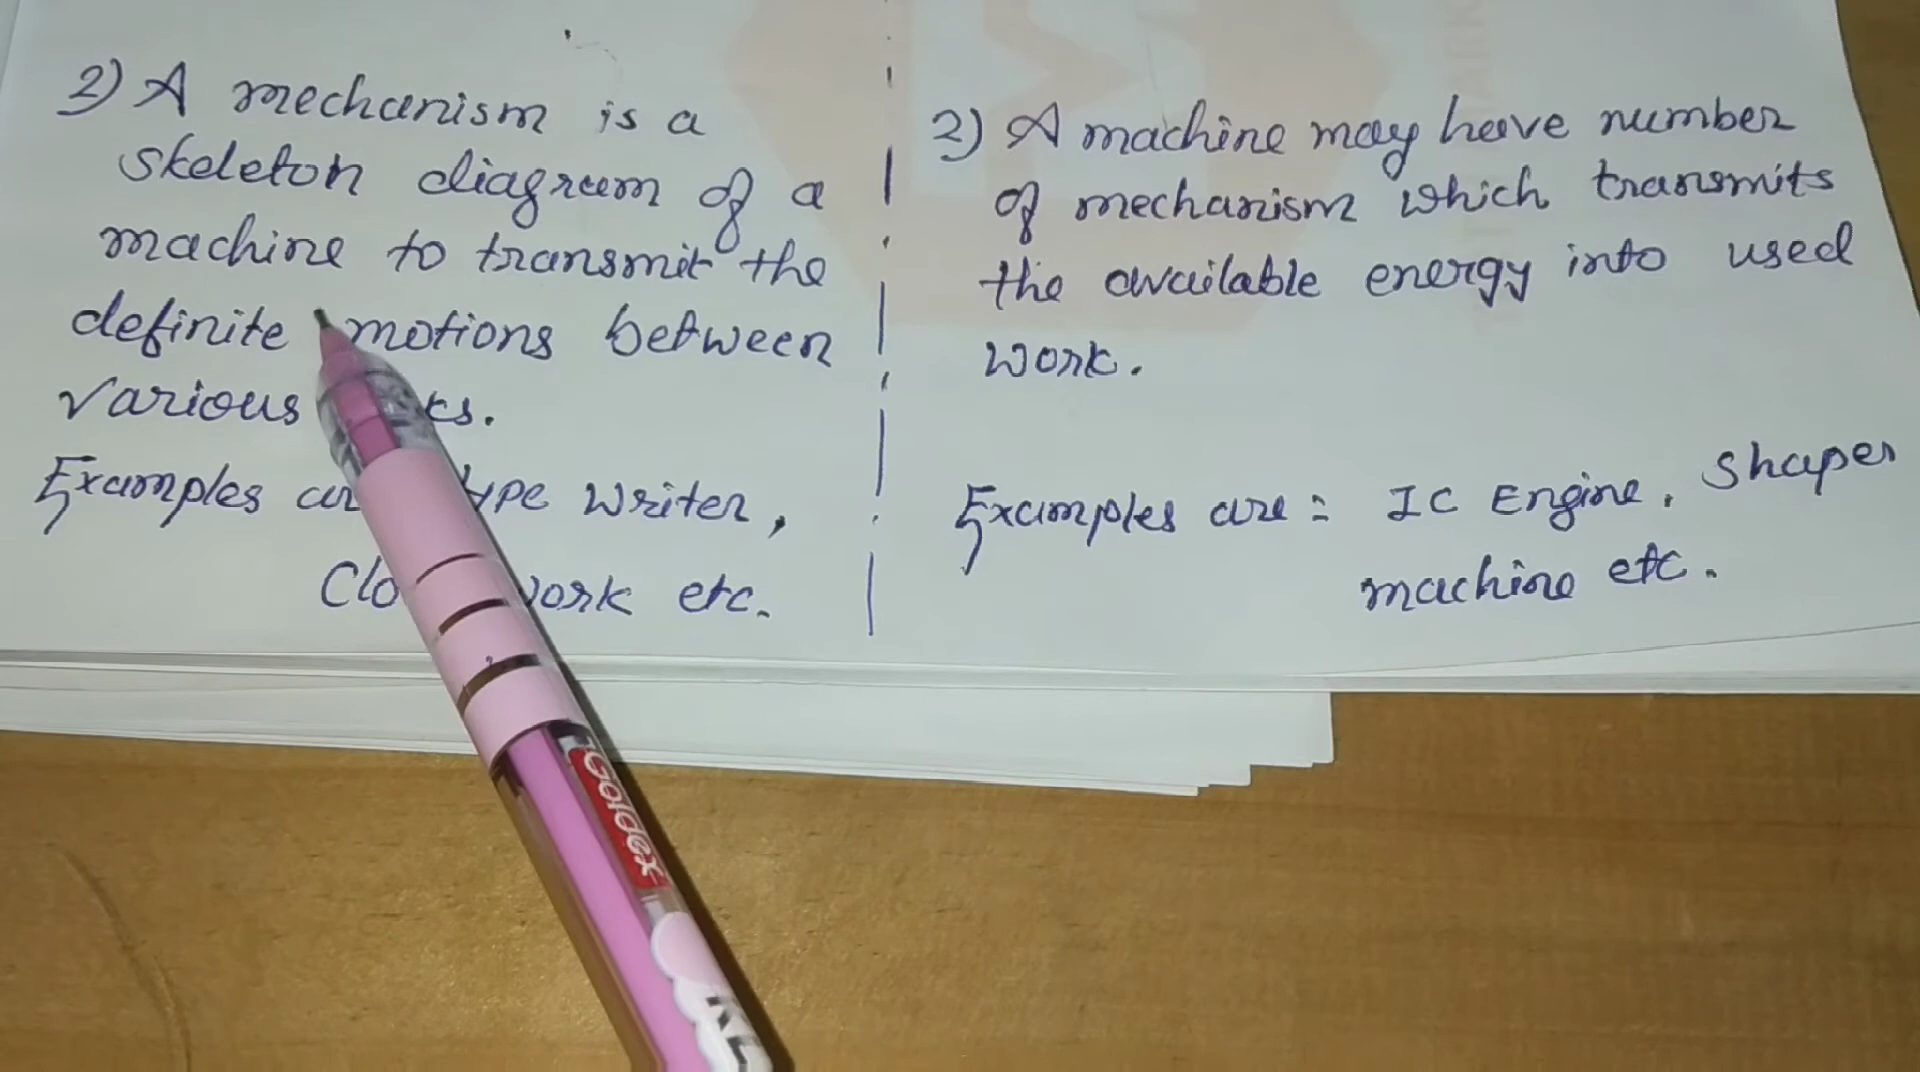 2) A mechanism is a
skeleton diagram of a
machine to transmit the
definite motions between
various
Examples type writer,
etc.
2) A machine may have number
of mechanism which transmits
the available energy into used
work.
Examples are: IC Engine, Shaper
machine etc.
Goldex